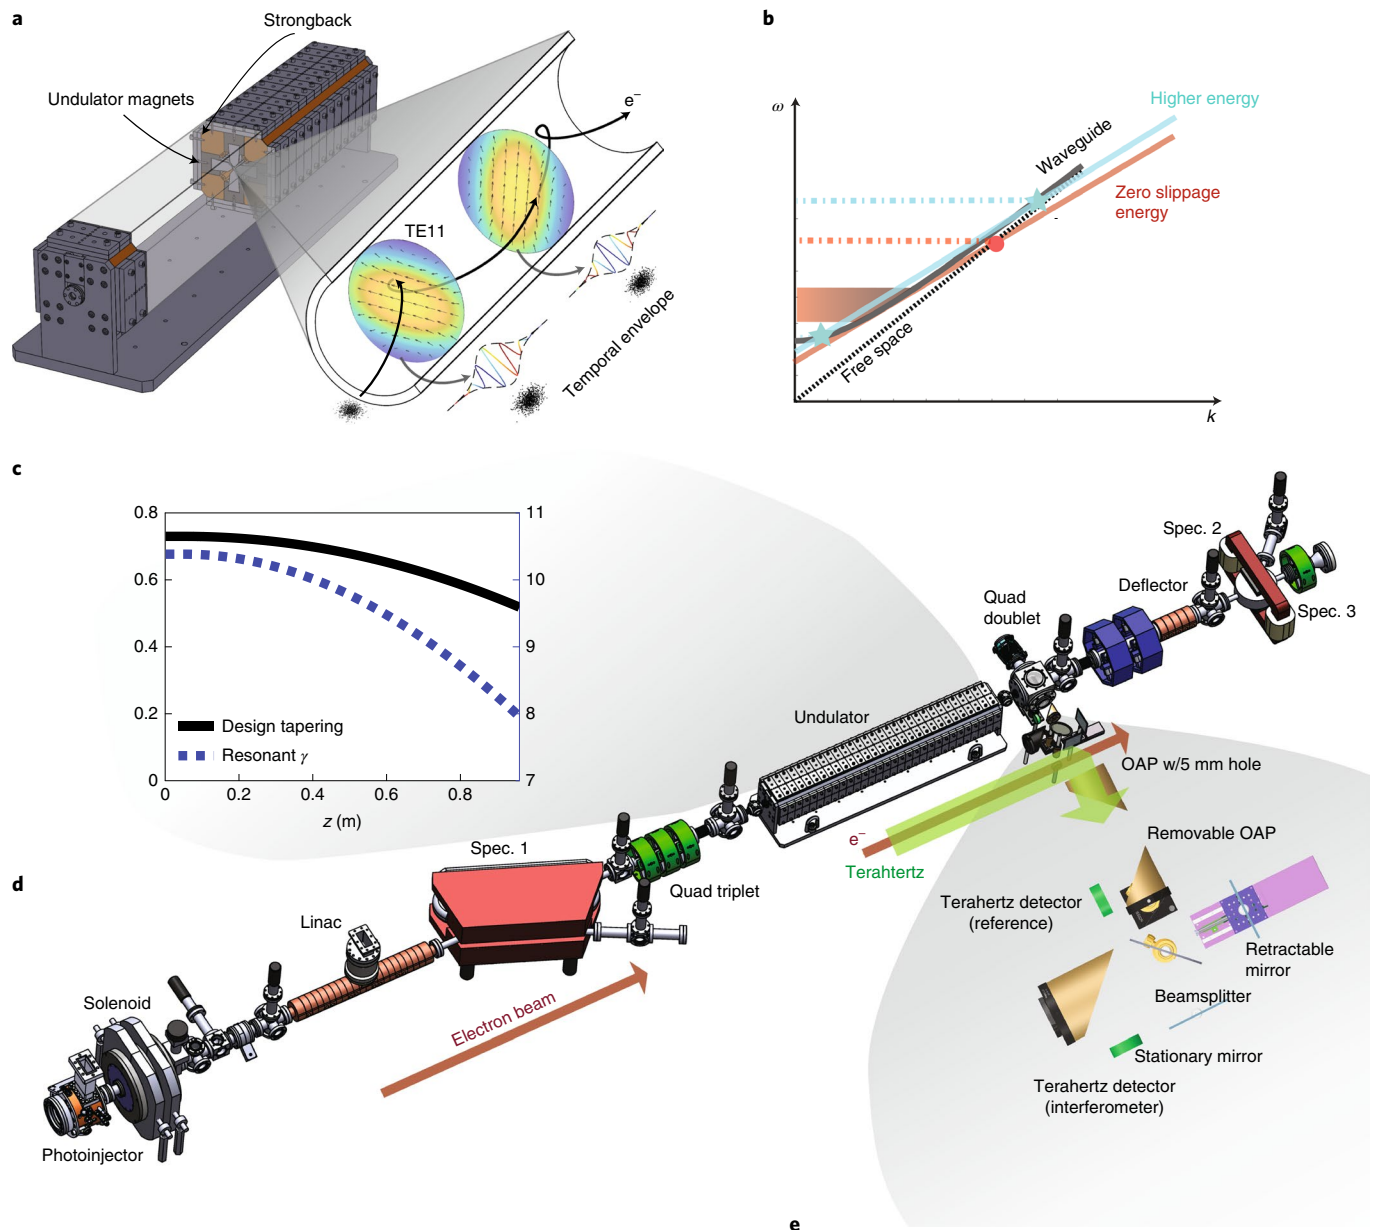 a
Strongback
Undulator magnets
e⁻
TE11
Temporal envelope
b
ω
Higher energy
Waveguide
Zero slippage
energy
Free space
k
c
0.8
0.6
0.4
0.2
0
11
10
9
8
7
Design tapering
Resonant γ
0
0.2
0.4
0.6
0.8
z (m)
d
Spec. 2
Deflector
Spec. 3
Quad
doublet
Undulator
OAP w/5 mm hole
e⁻
Terahertz
Spec. 1
Quad triplet
Removable OAP
Terahertz detector
(reference)
Retractable
mirror
Linac
Beamsplitter
Solenoid
Electron beam
Stationary mirror
Terahertz detector
(interferometer)
Photoinjector
e